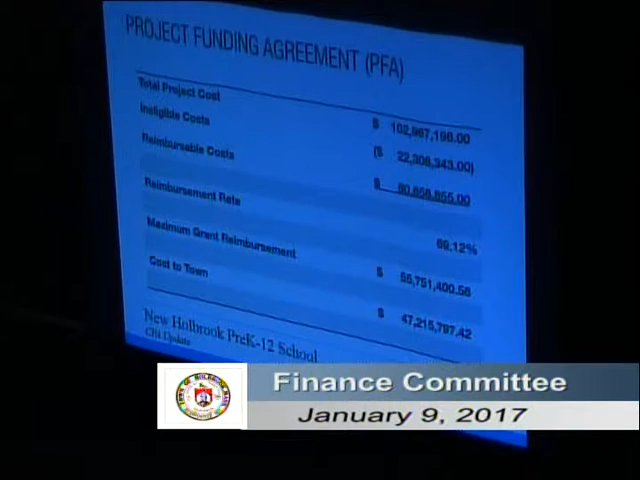 PROJECT FUNDING AGREEMENT (PFA)
Total Project Cost $ 102,967,198.00
Ineligible Costs ($ 22,308,343.00)
Reimbursable Costs $ 80,658,855.00
Reimbursement Rate 69.12%
Maximum Grant Reimbursement $ 55,751,400.58
Cost to Town $ 47,215,797.42
New Holbrook PreK-12 School
Update
Finance Committee
January 9, 2017